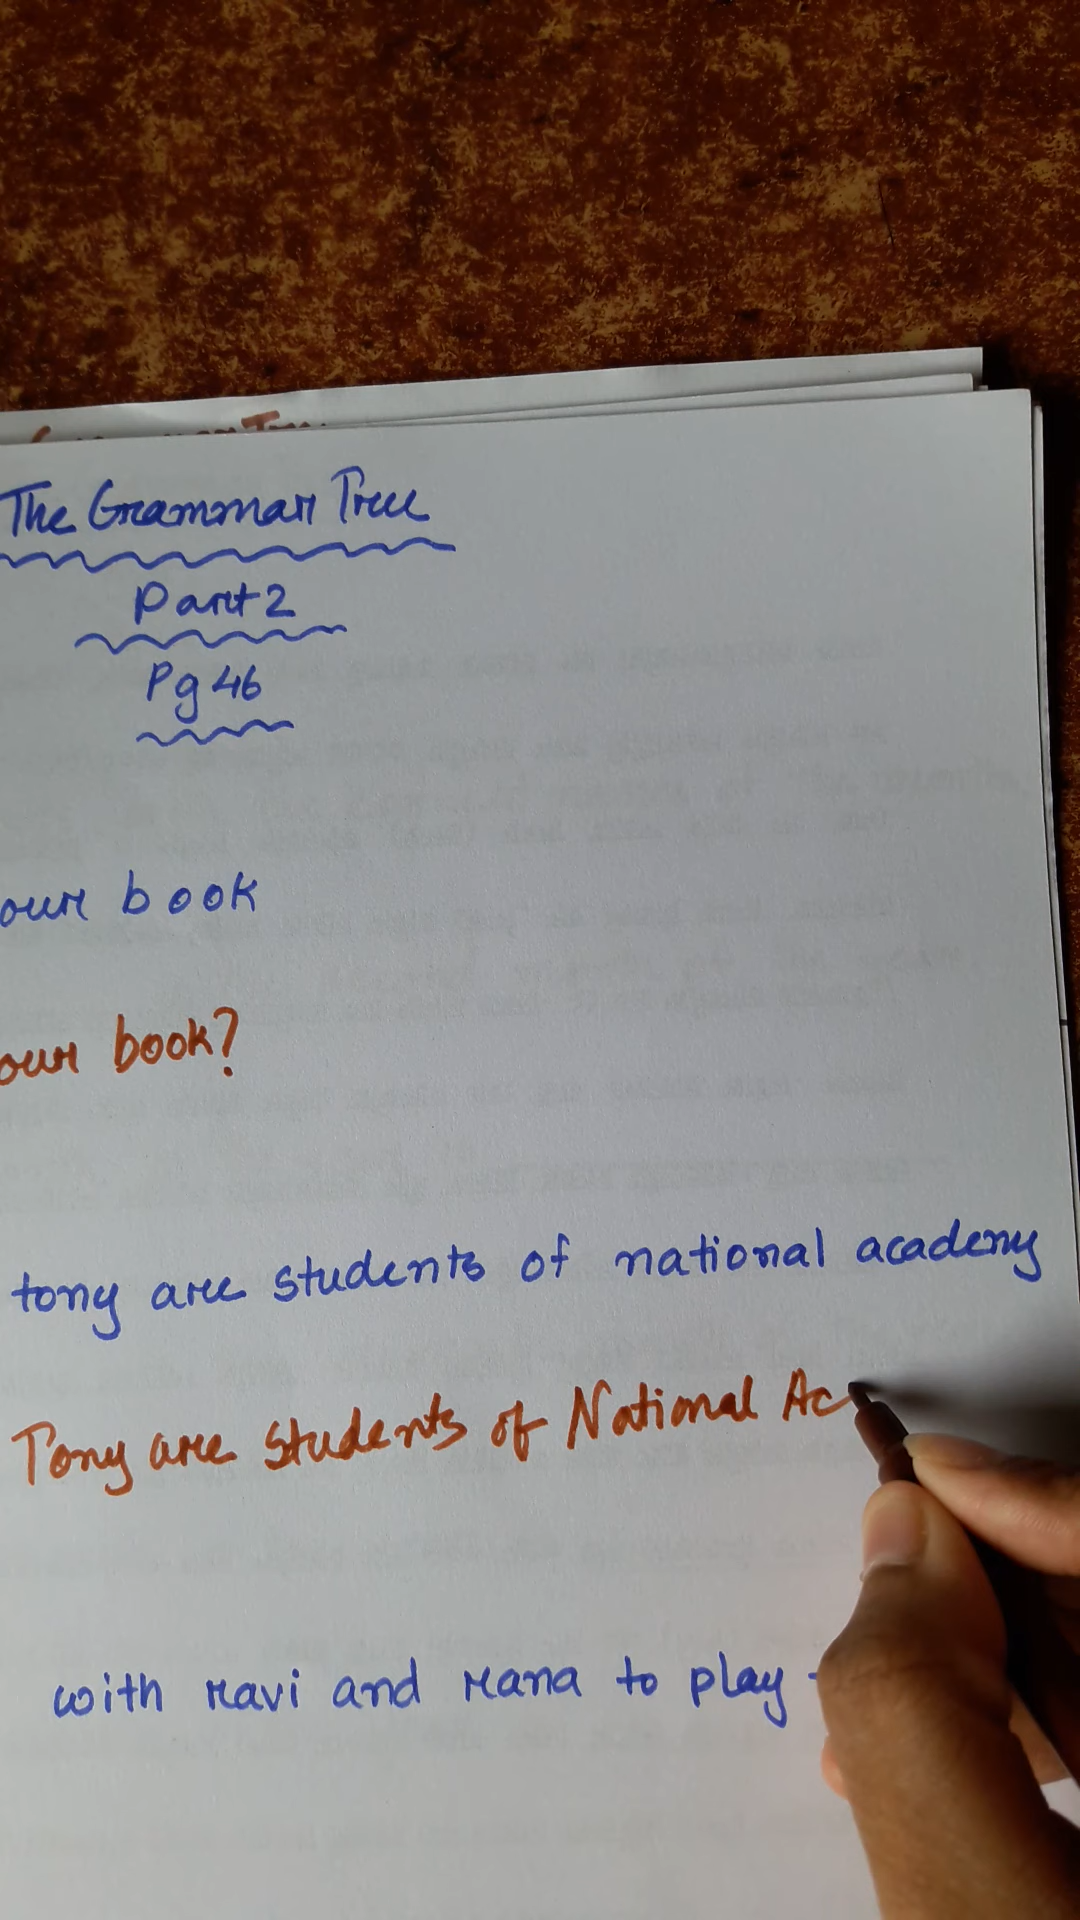 The Grammar Tree
Part 2
Pg 46
our book
our book?
tony are students of national academy
Tony are students of National Ac
with ravi and rana to play